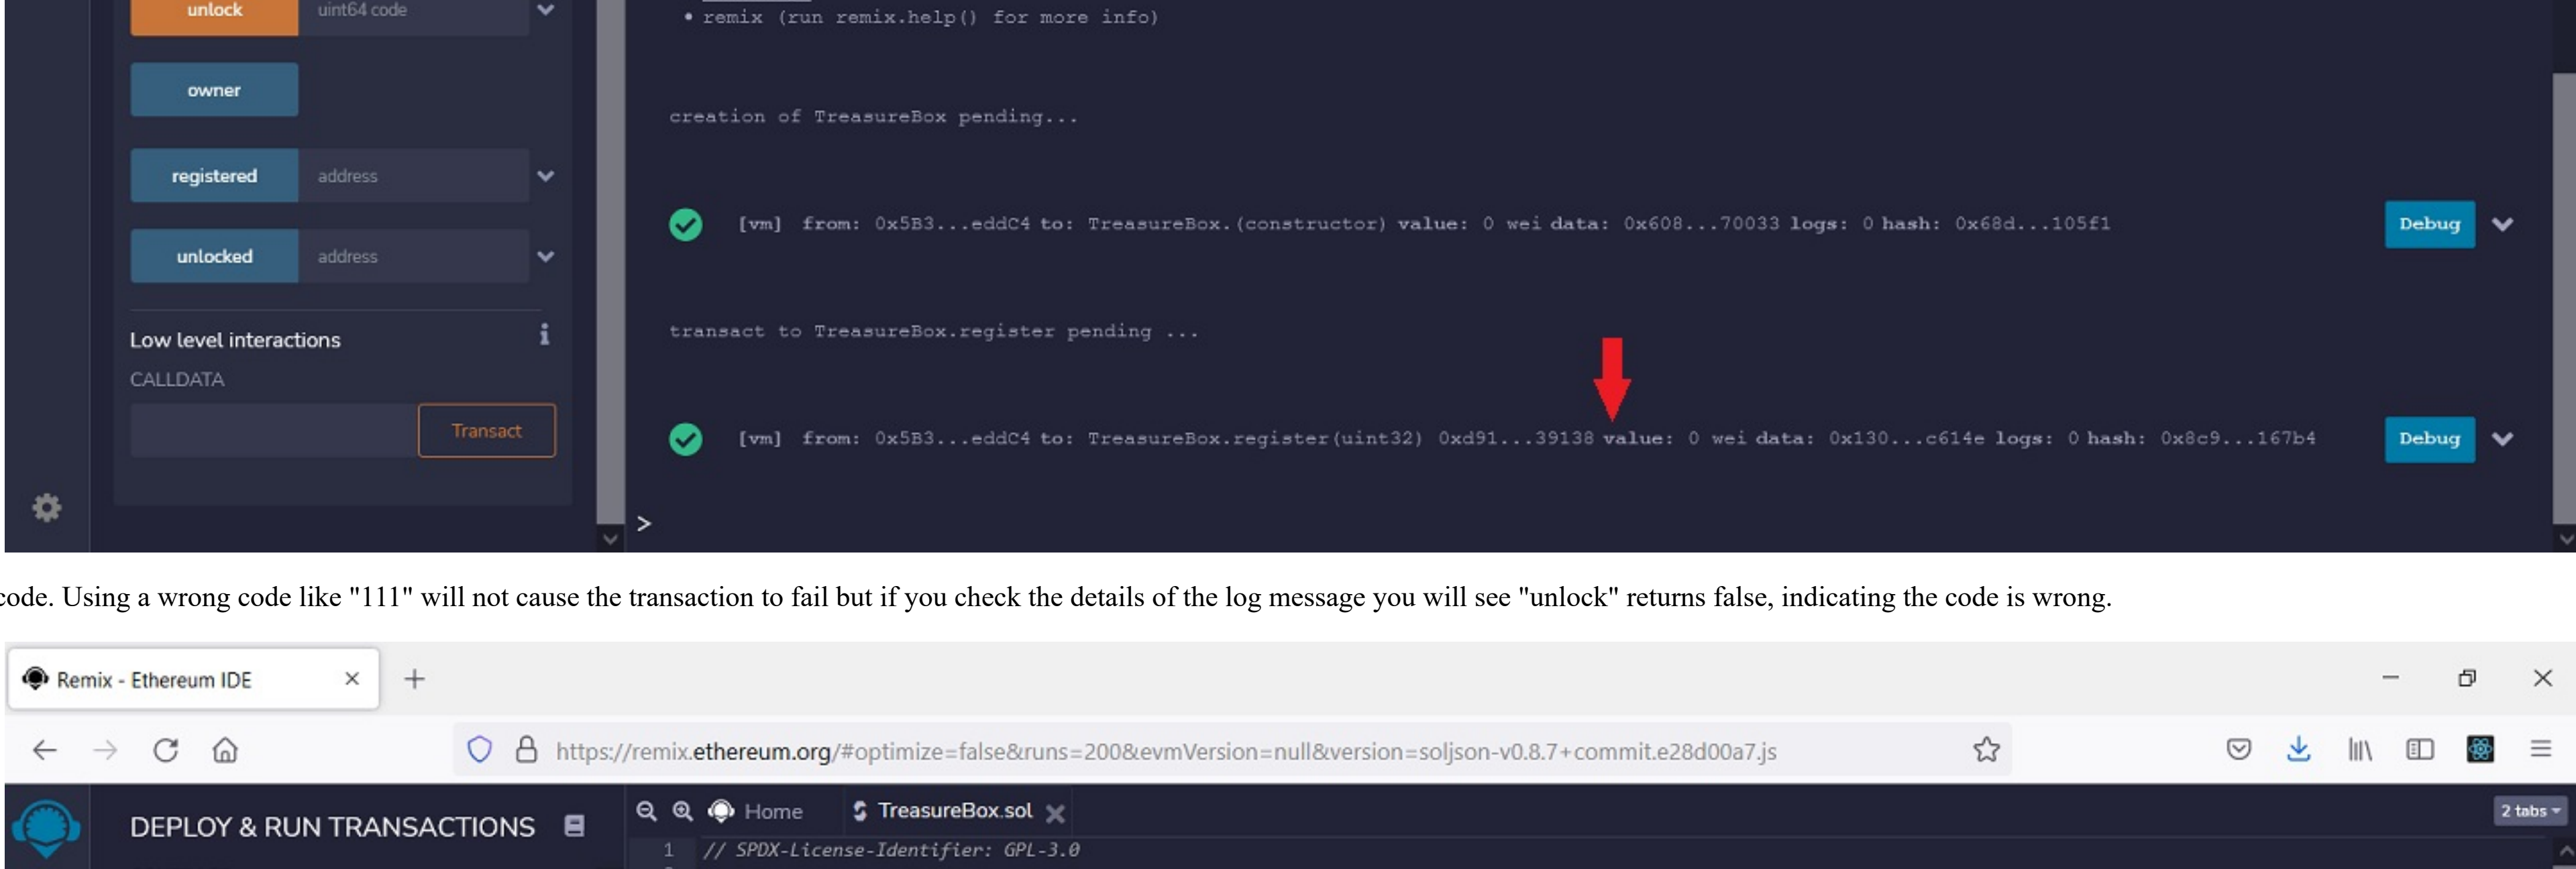 unlock uint64 code
• remix (run remix.help() for more info)
owner
creation of TreasureBox pending...
registered address
[vm] from: 0x5B3...eddC4 to: TreasureBox.(constructor) value: 0 wei data: 0x608...70033 logs: 0 hash: 0x68d...105f1 Debug
unlocked address
Low level interactions
transact to TreasureBox.register pending ...
CALLDATA
Transact
[vm] from: 0x5B3...eddC4 to: TreasureBox.register(uint32) 0xd91...39138 value: 0 wei data: 0x130...c614e logs: 0 hash: 0x8c9...167b4 Debug
>
code. Using a wrong code like "111" will not cause the transaction to fail but if you check the details of the log message you will see "unlock" returns false, indicating the code is wrong.
Remix - Ethereum IDE
https://remix.ethereum.org/#optimize=false&runs=200&evmVersion=null&version=soljson-v0.8.7+commit.e28d00a7.js
DEPLOY & RUN TRANSACTIONS
Home TreasureBox.sol
2 tabs
1 // SPDX-License-Identifier: GPL-3.0